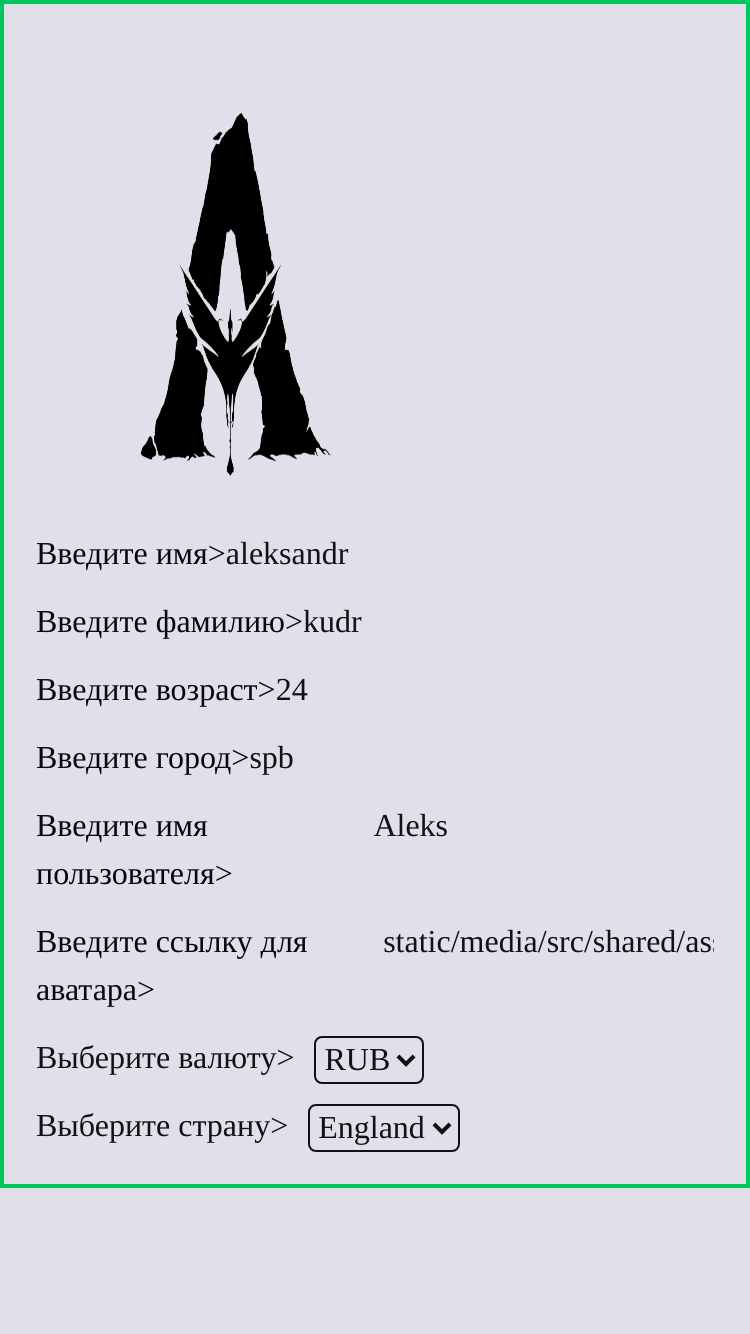 Введите имя>aleksandr
Введите фамилию>kudr
Введите возраст>24
Введите город>spb
Введите имя Aleks
пользователя>
Введите ссылку для static/media/src/shared/as
аватара>
Выберите валюту> RUB
Выберите страну> England